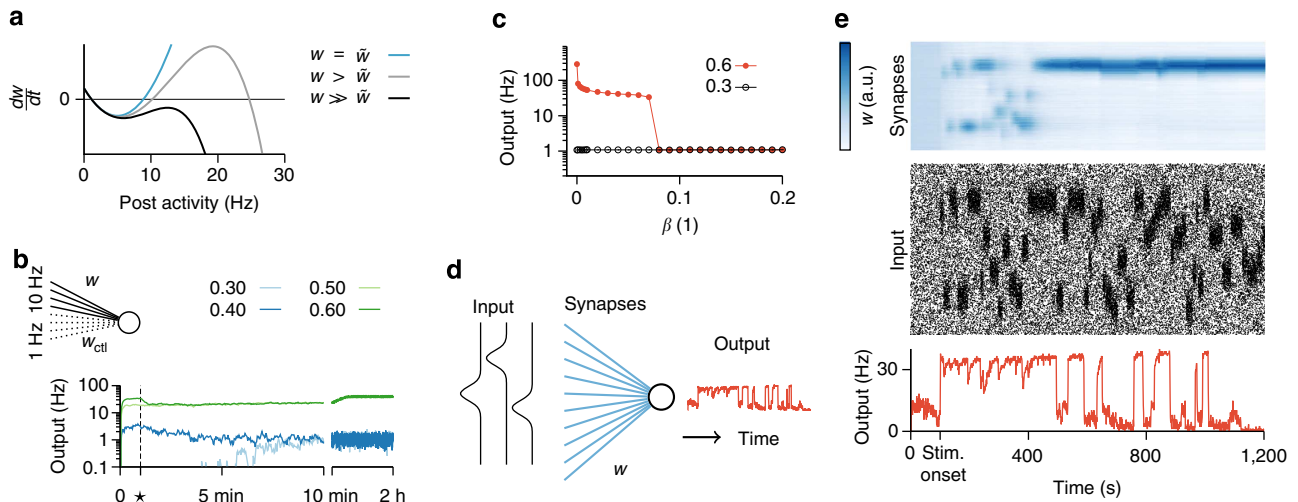 a
dw
dt
0
w = w̃
w > w̃
w ≫ w̃
0 10 20 30
Post activity (Hz)
b
10 Hz
1 Hz
w
w_ctl
0.30
0.40
0.50
0.60
Output (Hz)
100
10
1
0.1
0 ★ 5 min 10 min 2 h
c
Output (Hz)
100
10
1
0.6
0.3
0 0.1 0.2
β (1)
d
Input
Synapses
Output
w
Time
e
w (a.u.)
Synapses
Input
Output (Hz)
30
0
0 400 800 1,200
Stim.
onset
Time (s)